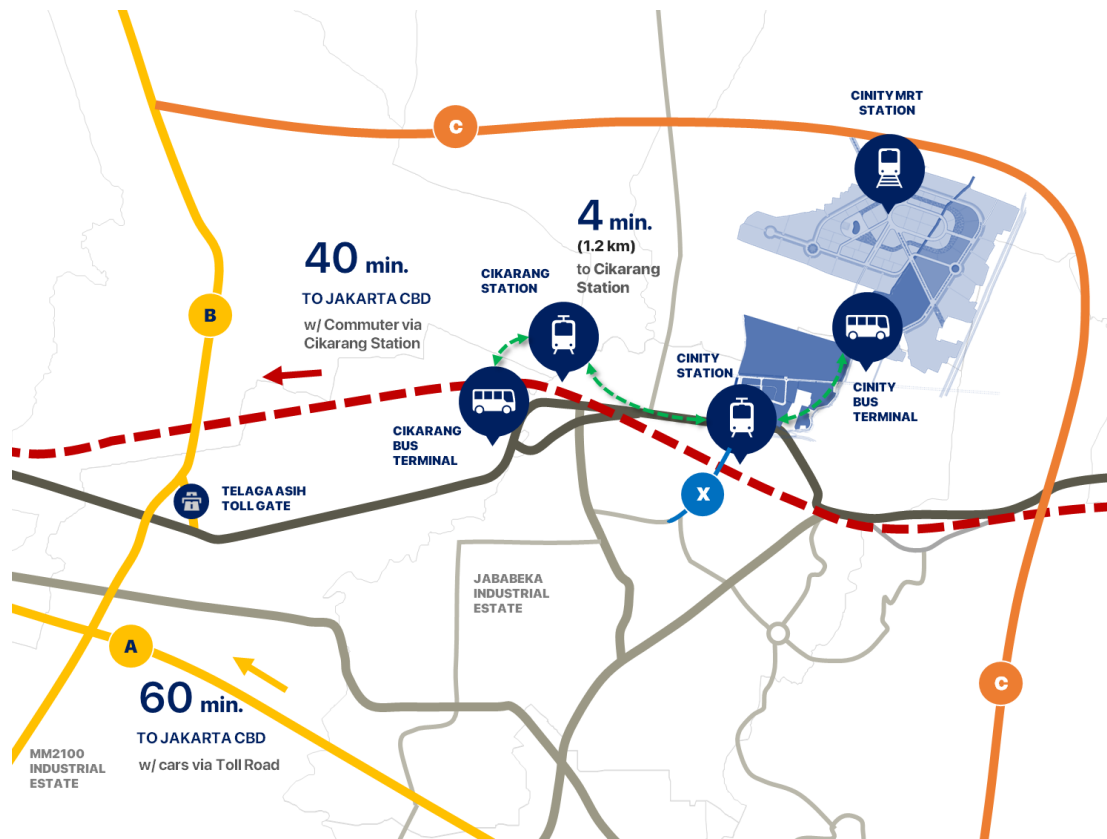 CINITY MRT
STATION
C
4 min.
(1.2 km)
to Cikarang
Station
40 min.
TO JAKARTA CBD
w/ Commuter via
Cikarang Station
CIKARANG
STATION
B
CINITY
STATION
CINITY
BUS
TERMINAL
CIKARANG
BUS
TERMINAL
TELAGA ASIH
TOLL GATE
X
JABABEKA
INDUSTRIAL
ESTATE
A
60 min.
TO JAKARTA CBD
w/ cars via Toll Road
C
MM2100
INDUSTRIAL
ESTATE